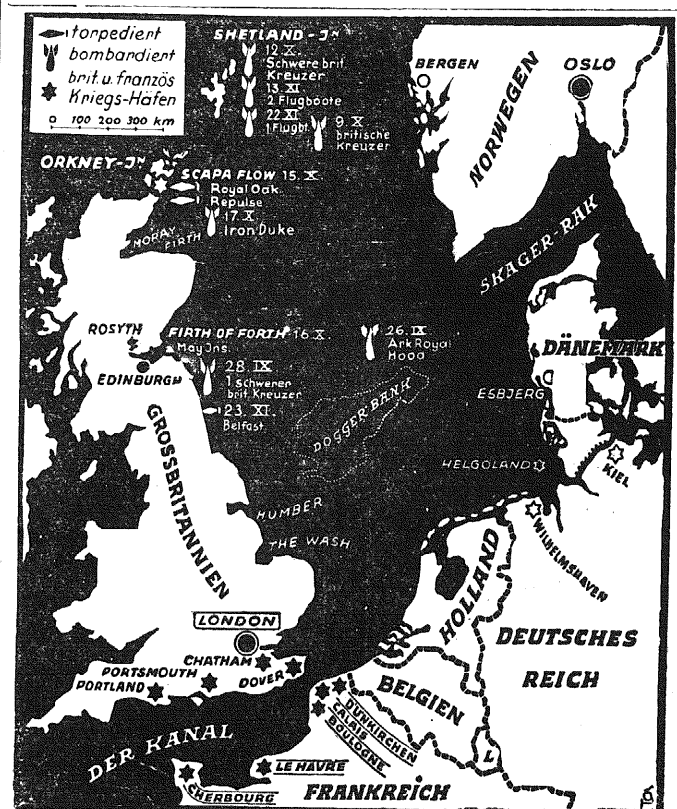 torpediert
bombardiert
brit. u. französ
Kriegs-Häfen
0 100 200 300 km
SHETLAND-Jⁿ
12. X.
Schwere brit.
Kreuzer
13. XI
2 Flugboote
22 XI
1 Flugbt.
9. X
britische
Kreuzer
BERGEN
OSLO
NORWEGEN
ORKNEY-Jⁿ
SCAPA FLOW 15. X.
Royal Oak
Repulse
17. X
Iron Duke
MORAY
FIRTH
SKAGER-RAK
ROSYTH
FIRTH OF FORTH 16. X.
May Jns.
EDINBURGH
28. IX
1 schwerer
brit. Kreuzer
23. XI.
Belfast.
26. IX
Ark Royal
Hood
DÄNEMARK
ESBJERG
DOGGER BANK
GROSSBRITANNIEN
HELGOLAND
KIEL
HUMBER
THE WASH
WILHELMSHAVEN
HOLLAND
LONDON
CHATHAM
DOVER
PORTSMOUTH
PORTLAND
DEUTSCHES
REICH
BELGIEN
DÜNKIRCHEN
CALAIS
BOULOGNE
L
DER KANAL
LE HAVRE
CHERBOURG
FRANKREICH